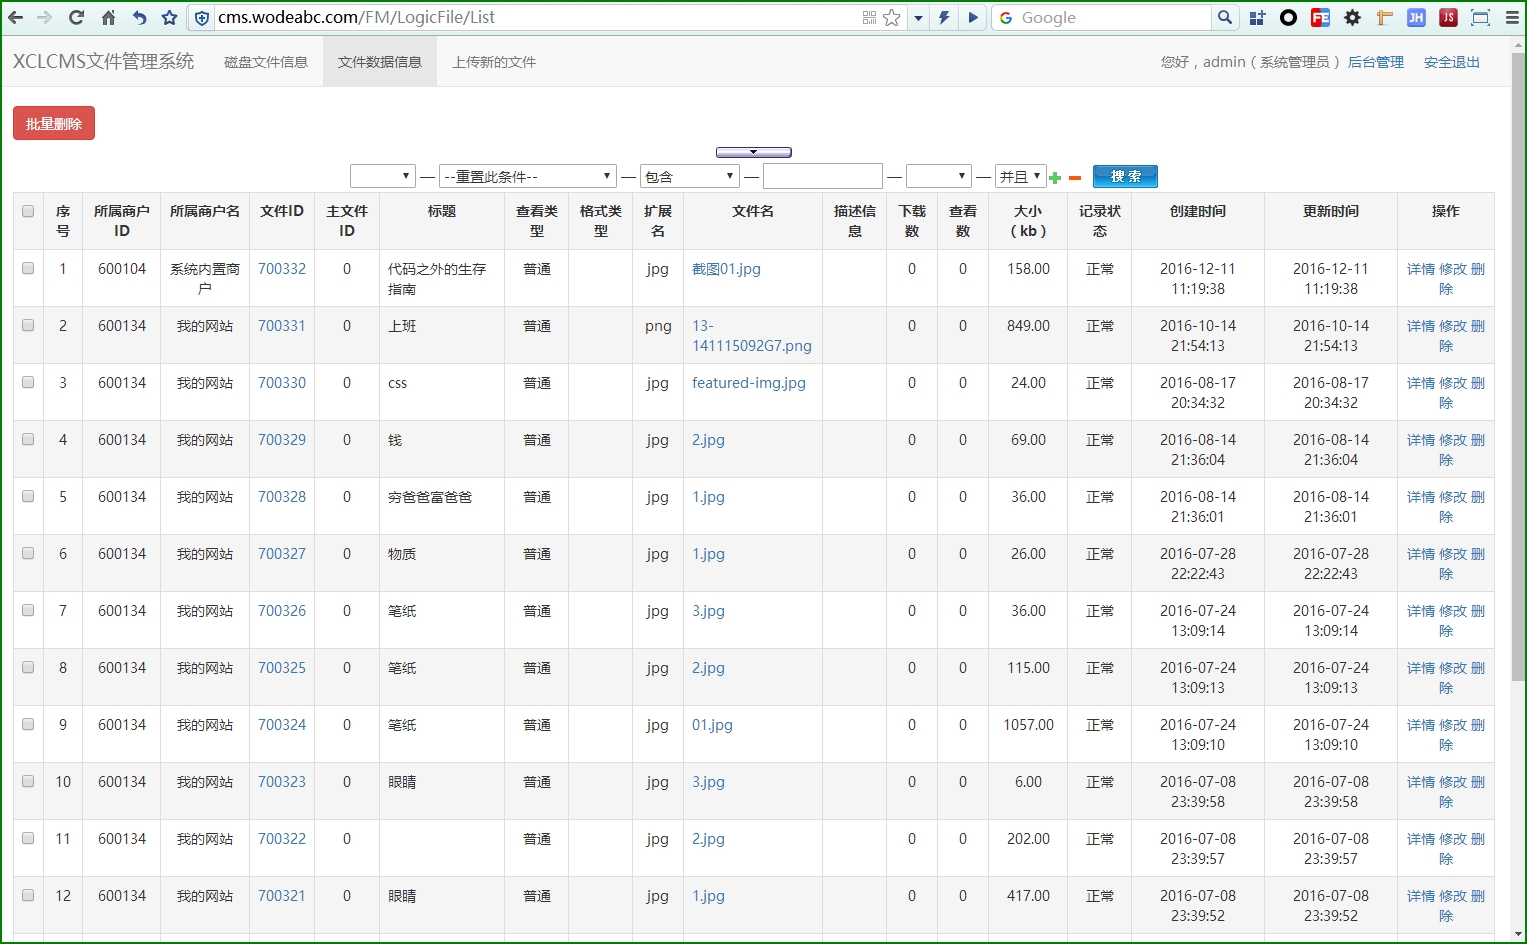 cms.wodeabc.com/FM/LogicFile/List Google
XCLCMS文件管理系统 磁盘文件信息 文件数据信息 上传新的文件 您好，admin（系统管理员） 后台管理 安全退出
批量删除
— --重置此条件-- — 包含 — — — 并且 搜 索
序号 所属商户ID 所属商户名 文件ID 主文件ID 标题 查看类型 格式类型 扩展名 文件名 描述信息 下载数 查看数 大小（kb） 记录状态 创建时间 更新时间 操作
1 600104 系统内置商户 700332 0 代码之外的生存指南 普通 jpg 截图01.jpg 0 0 158.00 正常 2016-12-11 11:19:38 2016-12-11 11:19:38 详情 修改 删除
2 600134 我的网站 700331 0 上班 普通 png 13-141115092G7.png 0 0 849.00 正常 2016-10-14 21:54:13 2016-10-14 21:54:13 详情 修改 删除
3 600134 我的网站 700330 0 css 普通 jpg featured-img.jpg 0 0 24.00 正常 2016-08-17 20:34:32 2016-08-17 20:34:32 详情 修改 删除
4 600134 我的网站 700329 0 钱 普通 jpg 2.jpg 0 0 69.00 正常 2016-08-14 21:36:04 2016-08-14 21:36:04 详情 修改 删除
5 600134 我的网站 700328 0 穷爸爸富爸爸 普通 jpg 1.jpg 0 0 36.00 正常 2016-08-14 21:36:01 2016-08-14 21:36:01 详情 修改 删除
6 600134 我的网站 700327 0 物质 普通 jpg 1.jpg 0 0 26.00 正常 2016-07-28 22:22:43 2016-07-28 22:22:43 详情 修改 删除
7 600134 我的网站 700326 0 笔纸 普通 jpg 3.jpg 0 0 36.00 正常 2016-07-24 13:09:14 2016-07-24 13:09:14 详情 修改 删除
8 600134 我的网站 700325 0 笔纸 普通 jpg 2.jpg 0 0 115.00 正常 2016-07-24 13:09:13 2016-07-24 13:09:13 详情 修改 删除
9 600134 我的网站 700324 0 笔纸 普通 jpg 01.jpg 0 0 1057.00 正常 2016-07-24 13:09:10 2016-07-24 13:09:10 详情 修改 删除
10 600134 我的网站 700323 0 眼睛 普通 jpg 3.jpg 0 0 6.00 正常 2016-07-08 23:39:58 2016-07-08 23:39:58 详情 修改 删除
11 600134 我的网站 700322 0 普通 jpg 2.jpg 0 0 202.00 正常 2016-07-08 23:39:57 2016-07-08 23:39:57 详情 修改 删除
12 600134 我的网站 700321 0 眼睛 普通 jpg 1.jpg 0 0 417.00 正常 2016-07-08 23:39:52 2016-07-08 23:39:52 详情 修改 删除